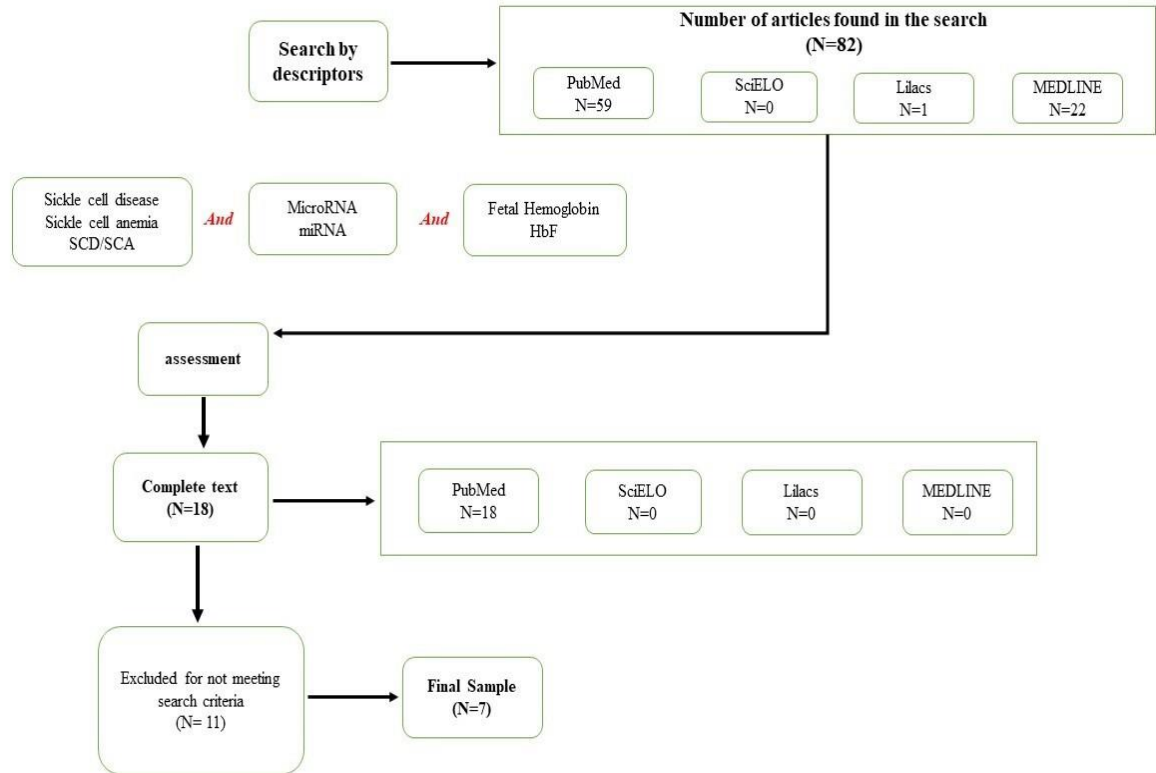 Search by
descriptors
Number of articles found in the search
(N=82)
PubMed
N=59
SciELO
N=0
Lilacs
N=1
MEDLINE
N=22
Sickle cell disease
Sickle cell anemia
SCD/SCA
And
MicroRNA
miRNA
And
Fetal Hemoglobin
HbF
assessment
Complete text
(N=18)
PubMed
N=18
SciELO
N=0
Lilacs
N=0
MEDLINE
N=0
Excluded for not meeting
search criteria
(N= 11)
Final Sample
(N=7)